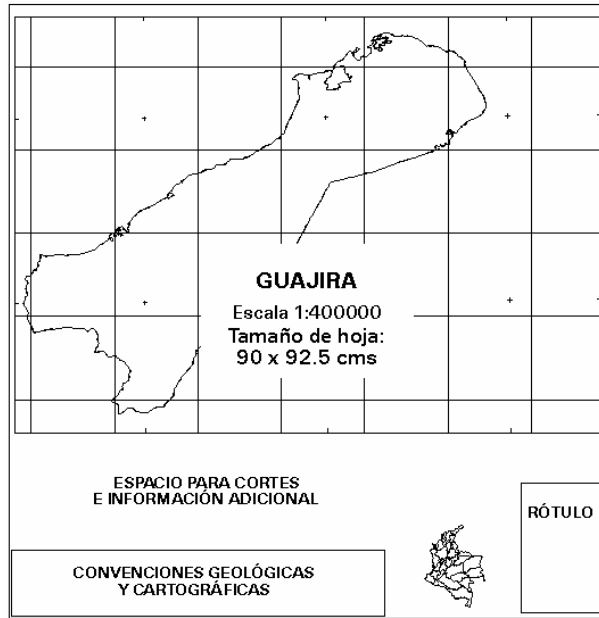 GUAJIRA
Escala 1:400000
Tamaño de hoja:
90 x 92.5 cms
ESPACIO PARA CORTES
E INFORMACIÓN ADICIONAL
RÓTULO
CONVENCIONES GEOLÓGICAS
Y CARTOGRÁFICAS